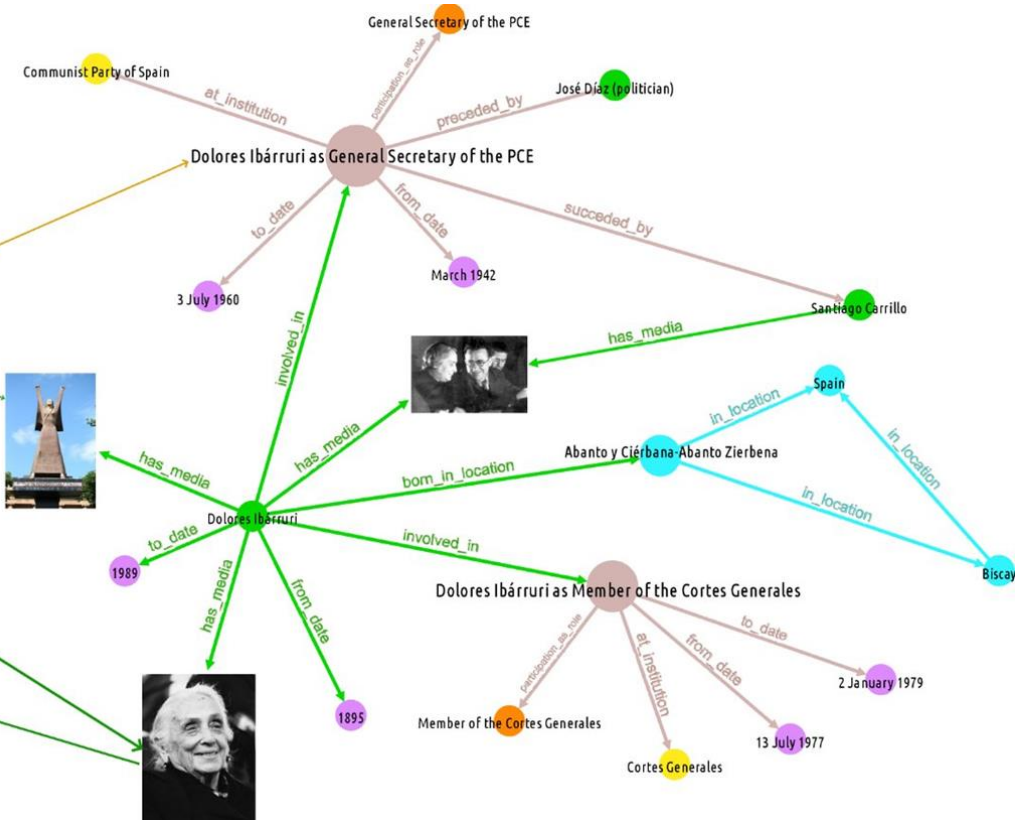 General Secretary of the PCE
participation_as_role
Communist Party of Spain
at_institution
preceded_by
José Díaz (politician)
Dolores Ibárruri as General Secretary of the PCE
to_date
from_date
succeded_by
3 July 1960
March 1942
Santiago Carrillo
involved_in
has_media
Spain
in_location
in_location
has_media
Abanto y Ciérbana-Abanto Zierbena
has_media
born_in_location
in_location
Dolores Ibárruri
to_date
involved_in
1989
Biscay
has_media
from_date
Dolores Ibárruri as Member of the Cortes Generales
participation_as_role
at_institution
from_date
to_date
2 January 1979
1895
Member of the Cortes Generales
13 July 1977
Cortes Generales